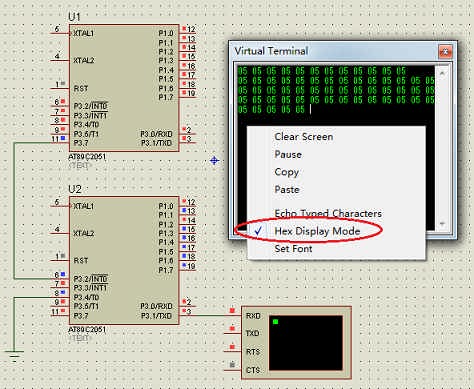 U1
5 XTAL1 P1.0 12
P1.1 13
P1.2 14
P1.3 15
4 XTAL2 P1.4 16
P1.5 17
P1.6 18
P1.7 19
1 RST
6 P3.2/INT0
7 P3.3/INT1
8 P3.4/T0
9 P3.5/T1 P3.0/RXD 2
11 P3.7 P3.1/TXD 3
AT89C2051
<TEXT>
U2
5 XTAL1 P1.0 12
P1.1 13
P1.2 14
P1.3 15
4 XTAL2 P1.4 16
P1.5 17
P1.6 18
P1.7 19
1 RST
6 P3.2/INT0
7 P3.3/INT1
8 P3.4/T0
9 P3.5/T1 P3.0/RXD 2
11 P3.7 P3.1/TXD 3
AT89C2051
<TEXT>
Virtual Terminal
05 05 05 05 05 05 05 05 05 05 05 05
05 05 05 05 05 05 05 05 05 05 05 05 05 05
05 05 05 05 05 05 05 05 05 05 05 05 05 05
05 05 05 05 05 05 05 05 05 05 05 05 05 05
05 05 05 05 05
Clear Screen
Pause
Copy
Paste
Echo Typed Characters
Hex Display Mode
Set Font
RXD
TXD
RTS
CTS